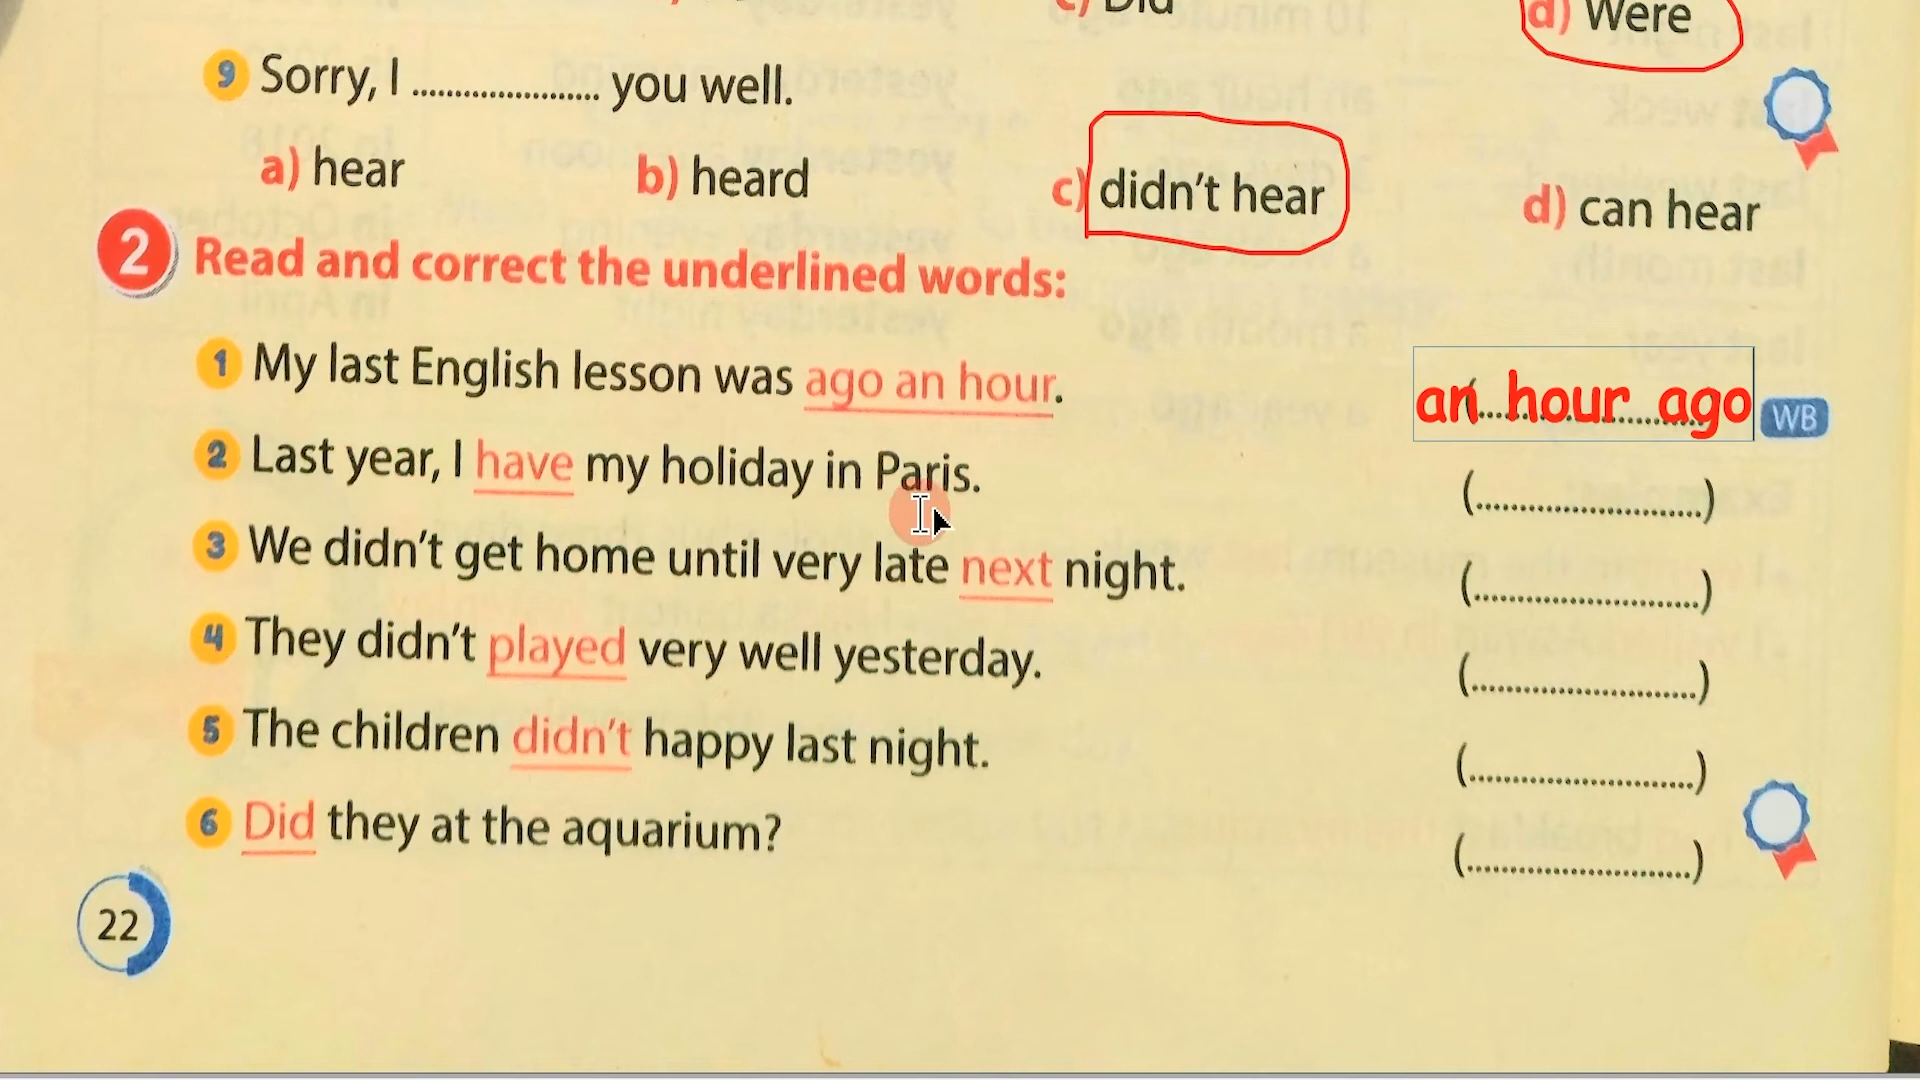 c) Did
d) Were
9 Sorry, I ...................... you well.
a) hear b) heard c) didn't hear d) can hear
2 Read and correct the underlined words:
1 My last English lesson was ago an hour. (an hour ago WB
2 Last year, I have my holiday in Paris. (..........................)
3 We didn't get home until very late next night. (..........................)
4 They didn't played very well yesterday. (..........................)
5 The children didn't happy last night. (..........................)
6 Did they at the aquarium? (..........................)
22